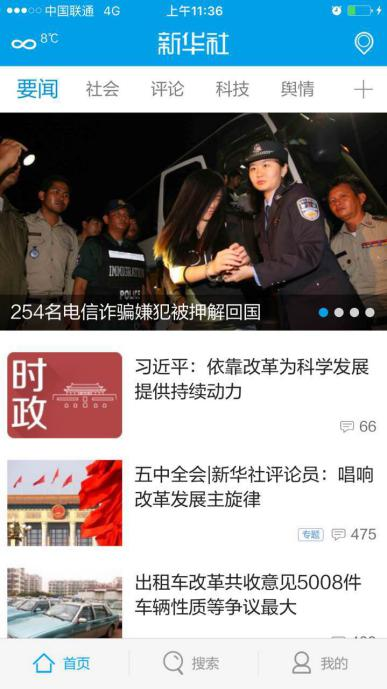 中国联通 4G 上午11:36
8℃ 新华社
要闻 社会 评论 科技 舆情
IMMIGRATION
254名电信诈骗嫌犯被押解回国
时政
习近平：依靠改革为科学发展
提供持续动力
66
五中全会|新华社评论员：唱响
改革发展主旋律
专题 475
出租车改革共收意见5008件
车辆性质等争议最大
首页 搜索 我的